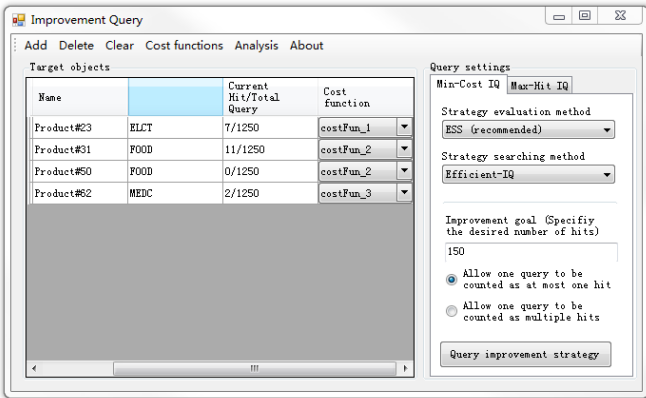 Improvement Query
Add Delete Clear Cost functions Analysis About
Target objects
Name
Current
Hit/Total
Query
Cost
function
Product#23 ELCT 7/1250 costFun_1
Product#31 FOOD 11/1250 costFun_2
Product#50 FOOD 0/1250 costFun_2
Product#62 MEDC 2/1250 costFun_3
Query settings
Min-Cost IQ Max-Hit IQ
Strategy evaluation method
ESS (recommended)
Strategy searching method
Efficient-IQ
Improvement goal (Specifiy
the desired number of hits)
150
Allow one query to be
counted as at most one hit
Allow one query to be
counted as multiple hits
Query improvement strategy